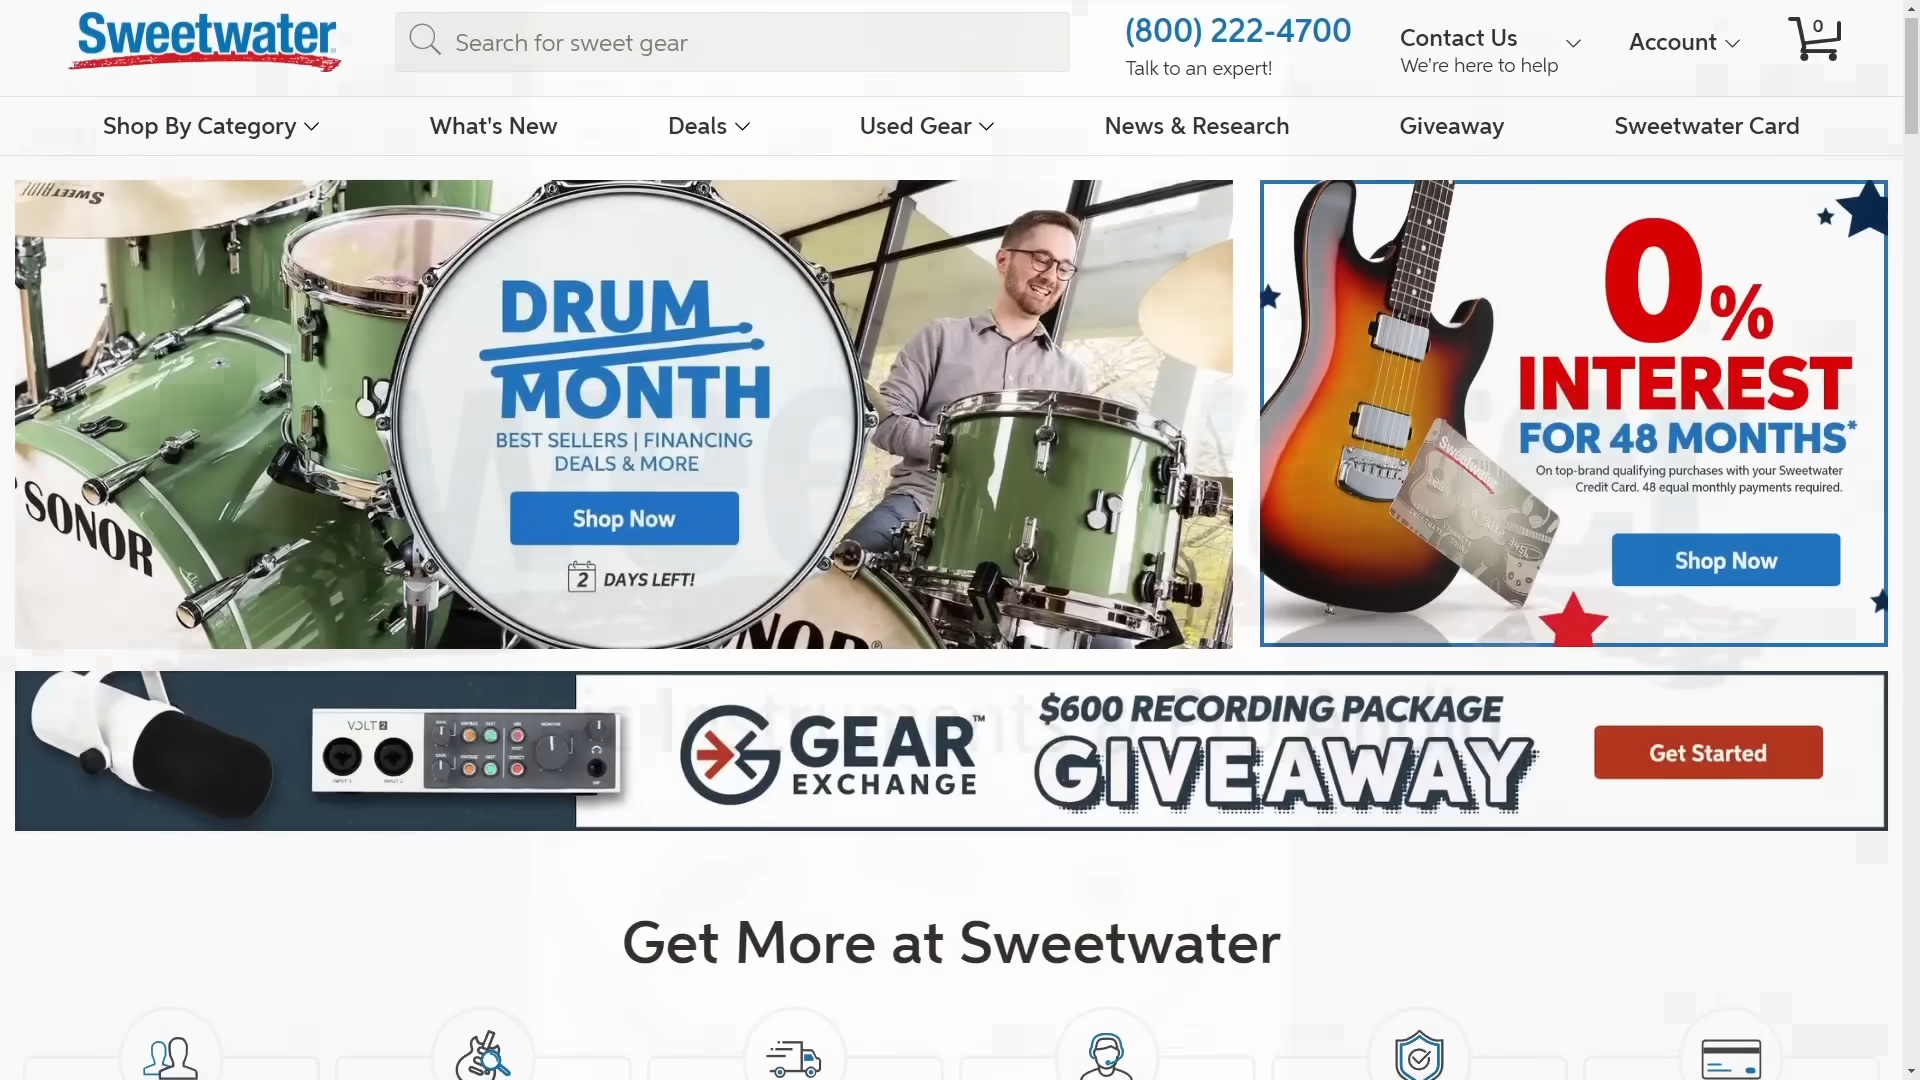 Sweetwater
Search for sweet gear
(800) 222-4700
Talk to an expert!
Contact Us
We're here to help
Account
0
Shop By Category
What's New
Deals
Used Gear
News & Research
Giveaway
Sweetwater Card
DRUM
MONTH
BEST SELLERS | FINANCING
DEALS & MORE
Shop Now
2 DAYS LEFT!
SONOR
0%
INTEREST
FOR 48 MONTHS*
On top-brand qualifying purchases with your Sweetwater
Credit Card. 48 equal monthly payments required.
Shop Now
Sweetwater
VOLT 2
GEAR™
EXCHANGE
$600 RECORDING PACKAGE
GIVEAWAY
Get Started
Get More at Sweetwater